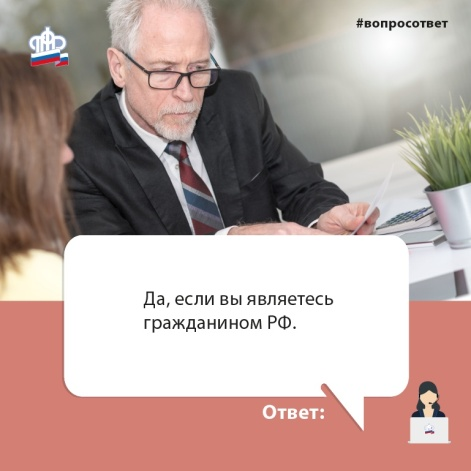 #вопросответ
Да, если вы являетесь
гражданином РФ.
Ответ: